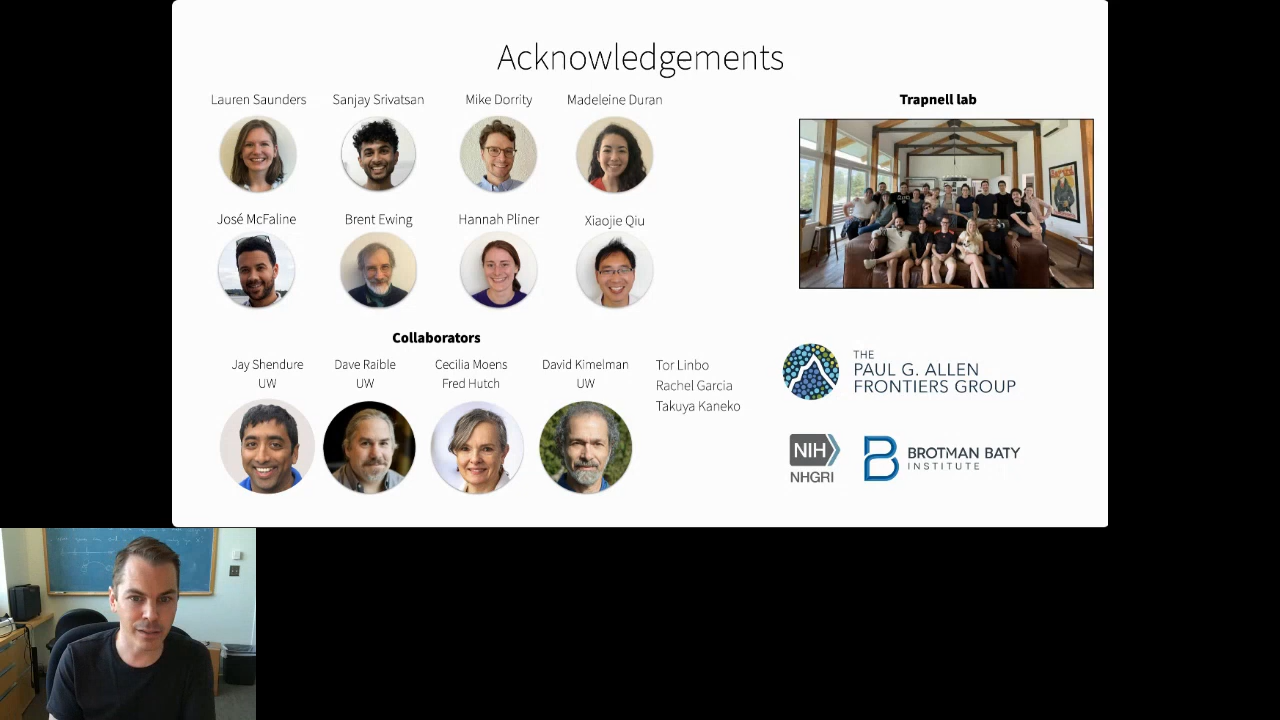 Acknowledgements
Lauren Saunders
Sanjay Srivatsan
Mike Dorrity
Madeleine Duran
José McFaline
Brent Ewing
Hannah Pliner
Xiaojie Qiu
Collaborators
Jay Shendure
UW
Dave Raible
UW
Cecilia Moens
Fred Hutch
David Kimelman
UW
Tor Linbo
Rachel Garcia
Takuya Kaneko
Trapnell lab
THE
PAUL G. ALLEN
FRONTIERS GROUP
NIH
NHGRI
BROTMAN BATY
INSTITUTE